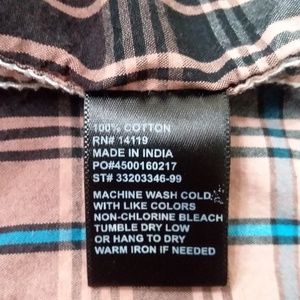 100% COTTON
RN# 14119
MADE IN INDIA
PO#4500160217
ST# 33203346-99
MACHINE WASH COLD,
WITH LIKE COLORS
NON-CHLORINE BLEACH
TUMBLE DRY LOW
OR HANG TO DRY
WARM IRON IF NEEDED